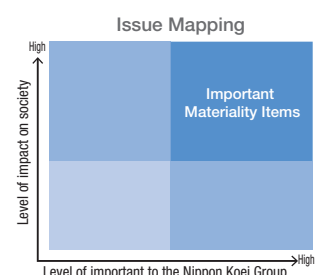 Issue Mapping
High
Level of impact on society
Important
Materiality Items
High
Level of important to the Nippon Koei Group